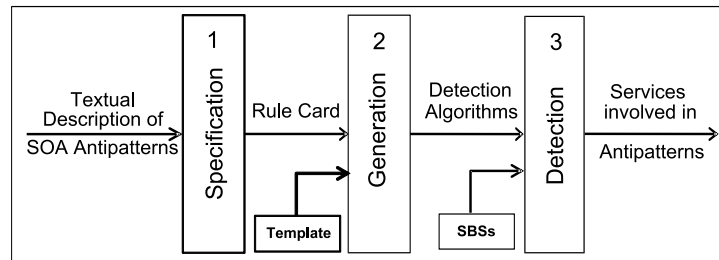 1
2
3
Textual
Description of
SOA Antipatterns
Specification
Rule Card
Template
Generation
Detection
Algorithms
SBSs
Detection
Services
involved in
Antipatterns